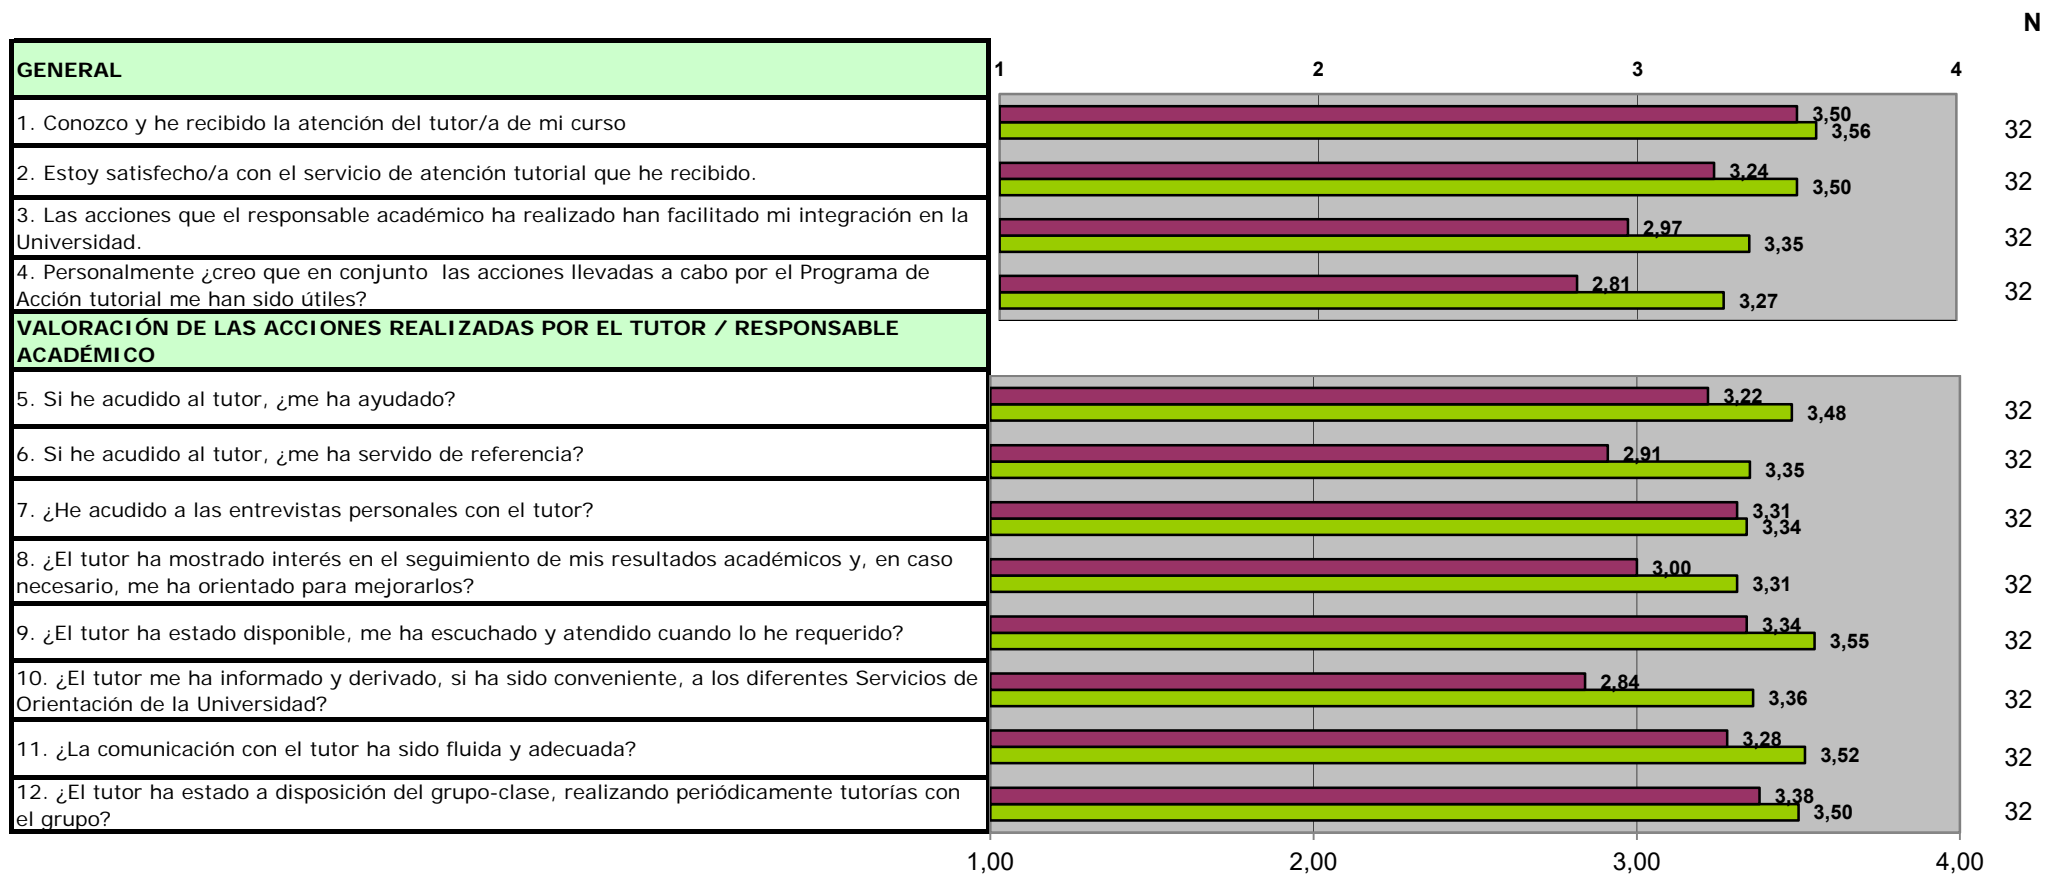 N
GENERAL
1 2 3 4
1. Conozco y he recibido la atención del tutor/a de mi curso
3,50
3,56
32
2. Estoy satisfecho/a con el servicio de atención tutorial que he recibido.
3,24
3,50
32
3. Las acciones que el responsable académico ha realizado han facilitado mi integración en la
Universidad.
2,97
3,35
32
4. Personalmente ¿creo que en conjunto  las acciones llevadas a cabo por el Programa de
Acción tutorial me han sido útiles?
2,81
3,27
32
VALORACIÓN DE LAS ACCIONES REALIZADAS POR EL TUTOR / RESPONSABLE
ACADÉMICO
5. Si he acudido al tutor, ¿me ha ayudado?
3,22
3,48
32
6. Si he acudido al tutor, ¿me ha servido de referencia?
2,91
3,35
32
7. ¿He acudido a las entrevistas personales con el tutor?
3,31
3,34
32
8. ¿El tutor ha mostrado interés en el seguimiento de mis resultados académicos y, en caso
necesario, me ha orientado para mejorarlos?
3,00
3,31
32
9. ¿El tutor ha estado disponible, me ha escuchado y atendido cuando lo he requerido?
3,34
3,55
32
10. ¿El tutor me ha informado y derivado, si ha sido conveniente, a los diferentes Servicios de
Orientación de la Universidad?
2,84
3,36
32
11. ¿La comunicación con el tutor ha sido fluida y adecuada?
3,28
3,52
32
12. ¿El tutor ha estado a disposición del grupo-clase, realizando periódicamente tutorías con
el grupo?
3,38
3,50
32
1,00 2,00 3,00 4,00